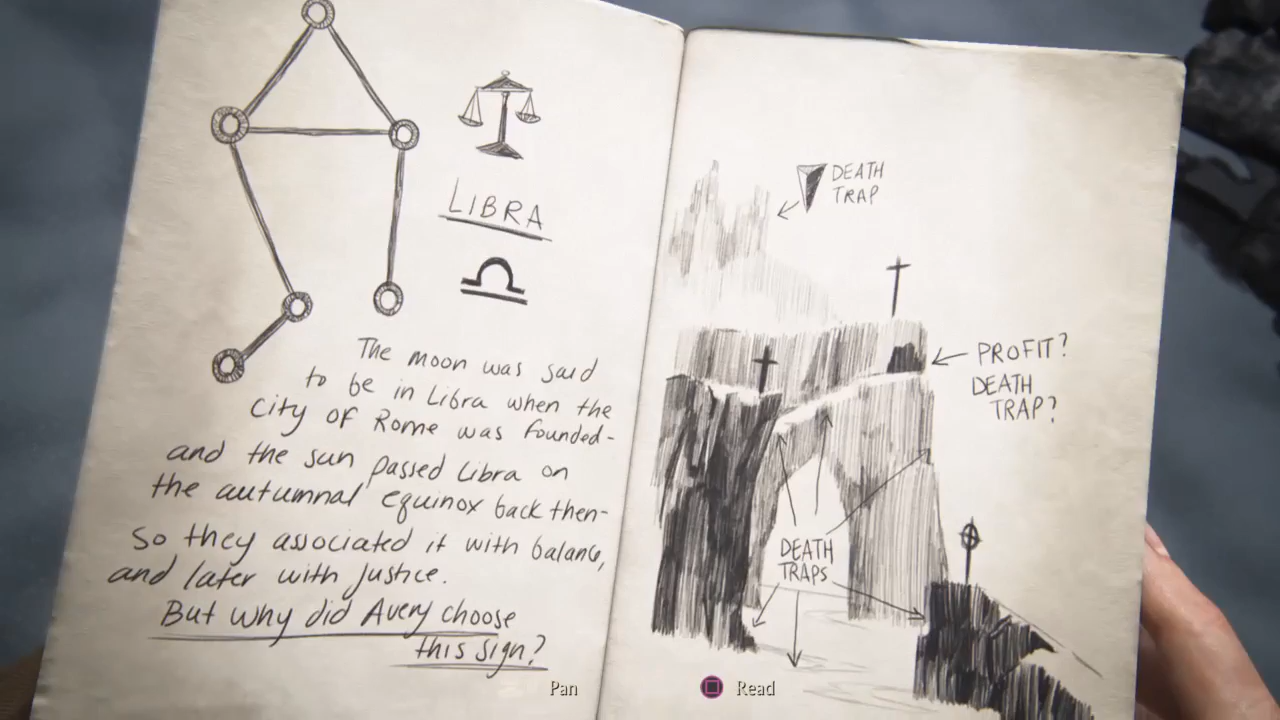 LIBRA
The moon was said
to be in Libra when the
City of Rome was founded-
and the sun passed Libra on
the autumnal equinox back then-
so they associated it with balance,
and later with Justice.
But why did Avery choose
this sign?
DEATH
TRAP
PROFIT?
DEATH
TRAP?
DEATH
TRAPS
Pan
Read